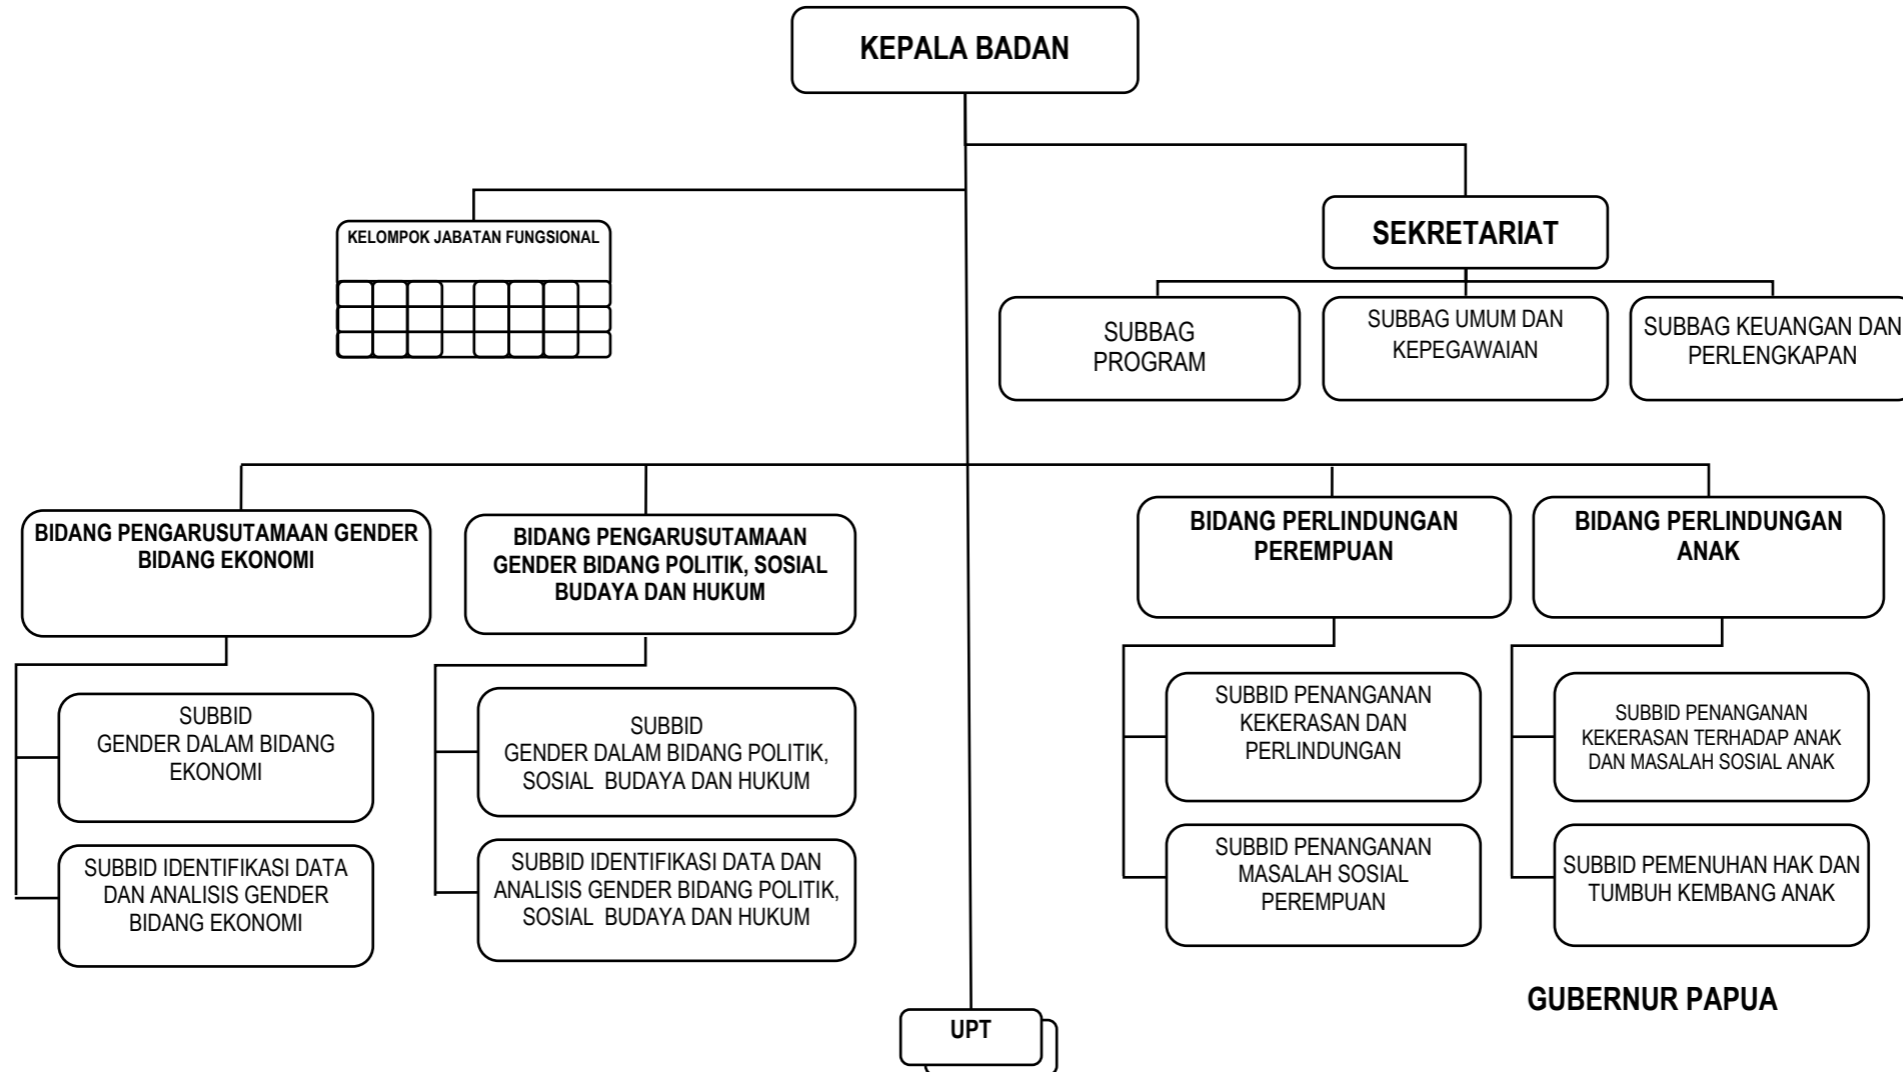 KEPALA BADAN
KELOMPOK JABATAN FUNGSIONAL
SEKRETARIAT
SUBBAG
PROGRAM
SUBBAG UMUM DAN
KEPEGAWAIAN
SUBBAG KEUANGAN DAN
PERLENGKAPAN
BIDANG PENGARUSUTAMAAN GENDER
BIDANG EKONOMI
BIDANG PENGARUSUTAMAAN
GENDER BIDANG POLITIK, SOSIAL
BUDAYA DAN HUKUM
BIDANG PERLINDUNGAN
PEREMPUAN
BIDANG PERLINDUNGAN
ANAK
SUBBID
GENDER DALAM BIDANG
EKONOMI
SUBBID
GENDER DALAM BIDANG POLITIK,
SOSIAL BUDAYA DAN HUKUM
SUBBID PENANGANAN
KEKERASAN DAN
PERLINDUNGAN
SUBBID PENANGANAN
KEKERASAN TERHADAP ANAK
DAN MASALAH SOSIAL ANAK
SUBBID IDENTIFIKASI DATA
DAN ANALISIS GENDER
BIDANG EKONOMI
SUBBID IDENTIFIKASI DATA DAN
ANALISIS GENDER BIDANG POLITIK,
SOSIAL BUDAYA DAN HUKUM
SUBBID PENANGANAN
MASALAH SOSIAL
PEREMPUAN
SUBBID PEMENUHAN HAK DAN
TUMBUH KEMBANG ANAK
GUBERNUR PAPUA
UPT